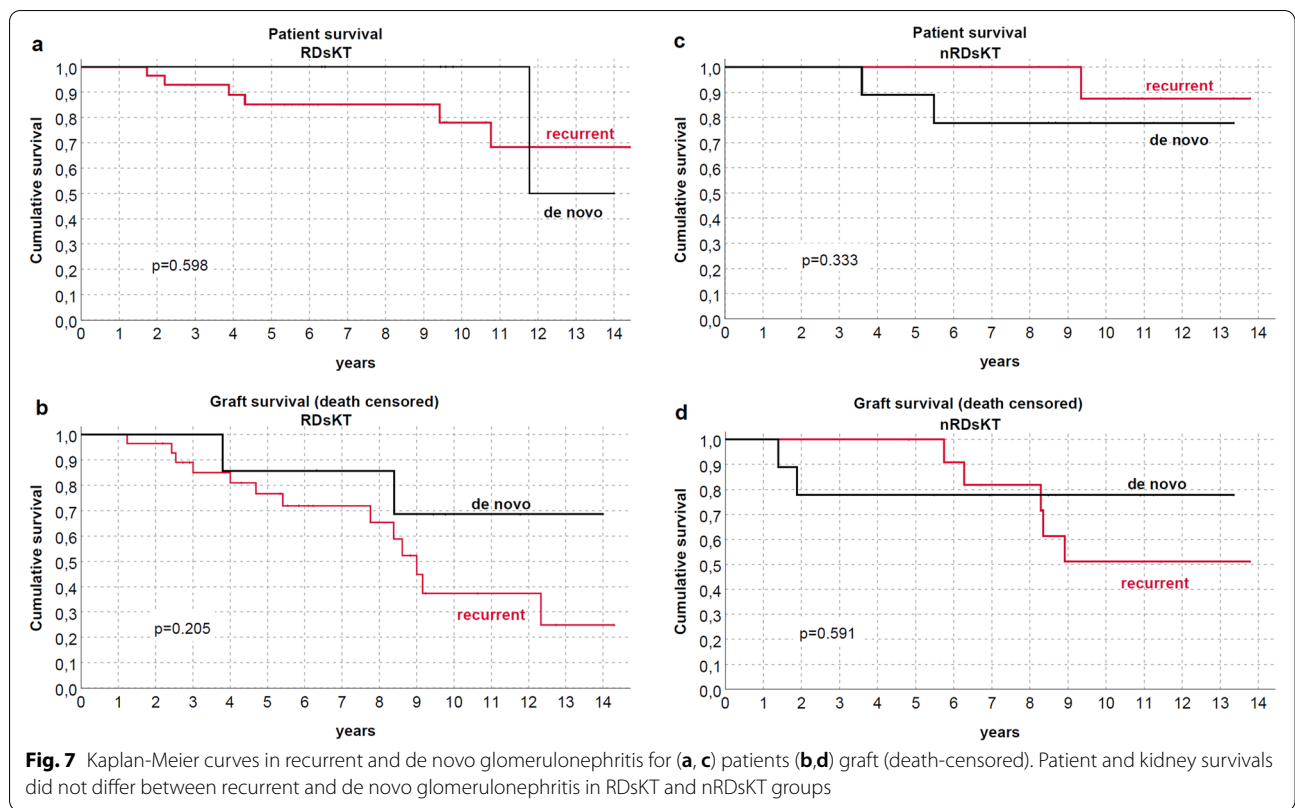 a
Patient survival
RDsKT
1,0
0,9
0,8
0,7
0,6
0,5
0,4
0,3
0,2
0,1
0,0
Cumulative survival
recurrent
de novo
p=0.598
0 1 2 3 4 5 6 7 8 9 10 11 12 13 14
years
c
Patient survival
nRDsKT
1,0
0,9
0,8
0,7
0,6
0,5
0,4
0,3
0,2
0,1
0,0
Cumulative survival
recurrent
de novo
p=0.333
0 1 2 3 4 5 6 7 8 9 10 11 12 13 14
years
b
Graft survival (death censored)
RDsKT
1,0
0,9
0,8
0,7
0,6
0,5
0,4
0,3
0,2
0,1
0,0
Cumulative survival
de novo
recurrent
p=0.205
0 1 2 3 4 5 6 7 8 9 10 11 12 13 14
years
d
Graft survival (death censored)
nRDsKT
1,0
0,9
0,8
0,7
0,6
0,5
0,4
0,3
0,2
0,1
0,0
Cumulative survival
de novo
recurrent
p=0.591
0 1 2 3 4 5 6 7 8 9 10 11 12 13 14
years
Fig. 7 Kaplan-Meier curves in recurrent and de novo glomerulonephritis for (a, c) patients (b,d) graft (death-censored). Patient and kidney survivals
did not differ between recurrent and de novo glomerulonephritis in RDsKT and nRDsKT groups